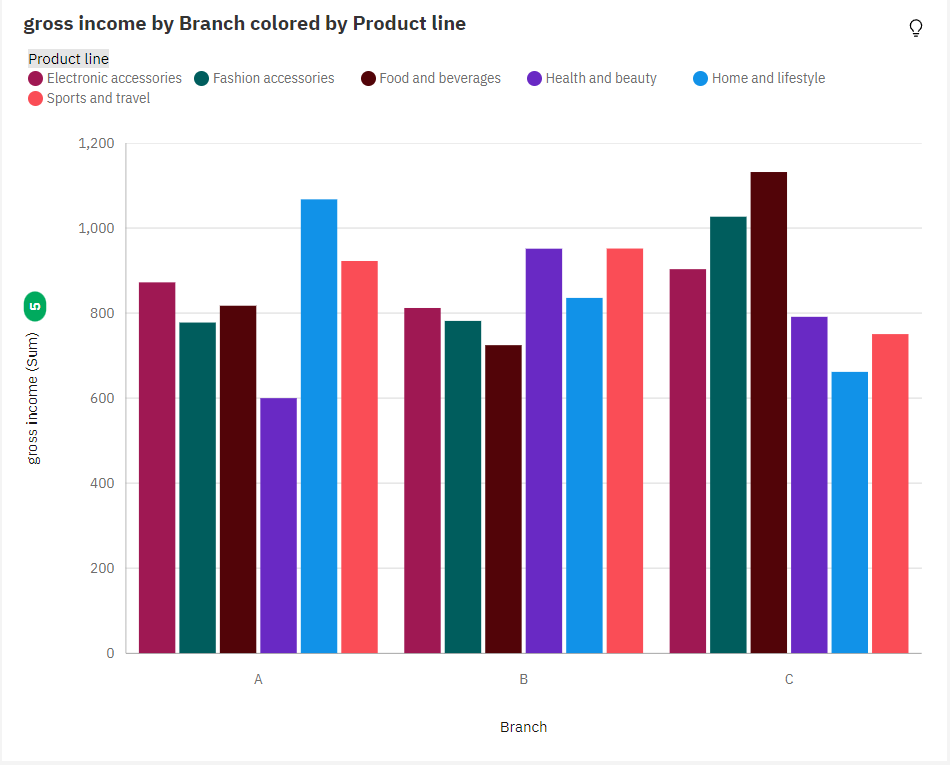 gross income by Branch colored by Product line
Product line
Electronic accessories Fashion accessories Food and beverages Health and beauty Home and lifestyle
Sports and travel
1,200
1,000
800
600
400
200
0
gross income (Sum) 5
A B C
Branch